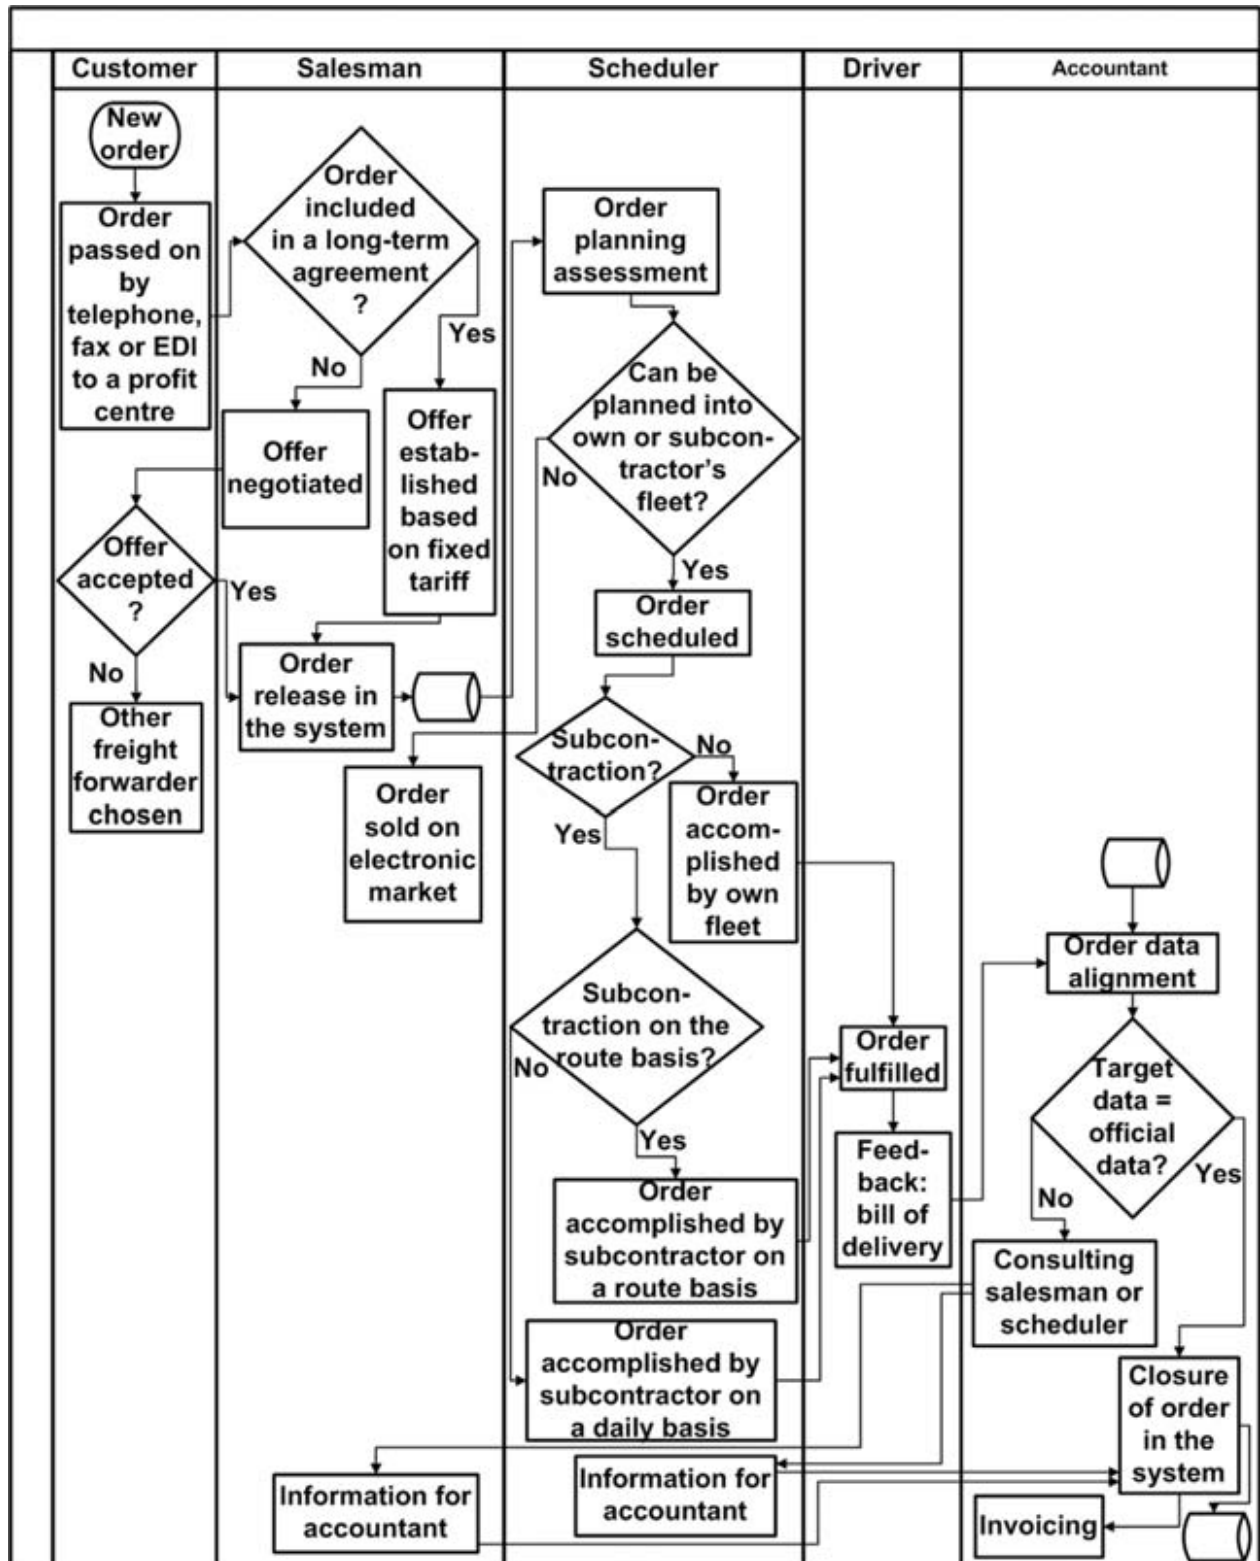 Customer
Salesman
Scheduler
Driver
Accountant
New
order
Order
passed on
by
telephone,
fax or EDI
to a profit
centre
Offer
accepted
?
Yes
No
Other
freight
forwarder
chosen
Order
included
in a long-term
agreement
?
Yes
No
Offer
negotiated
Offer
estab-
lished
based
on fixed
tariff
Order
release in
the system
Order
sold on
electronic
market
Information for
accountant
Order
planning
assessment
Can be
planned into
own or subcon-
tractor's
fleet?
No
Yes
Order
scheduled
Subcon-
traction?
No
Yes
Order
accom-
plished
by own
fleet
Subcon-
traction on the
route basis?
No
Yes
Order
accomplished by
subcontractor on
a route basis
Order
accomplished by
subcontractor on
a daily basis
Information for
accountant
Order
fulfilled
Feed-
back:
bill of
delivery
Order data
alignment
Target
data =
official
data?
No
Yes
Consulting
salesman or
scheduler
Closure
of order
in the
system
Invoicing